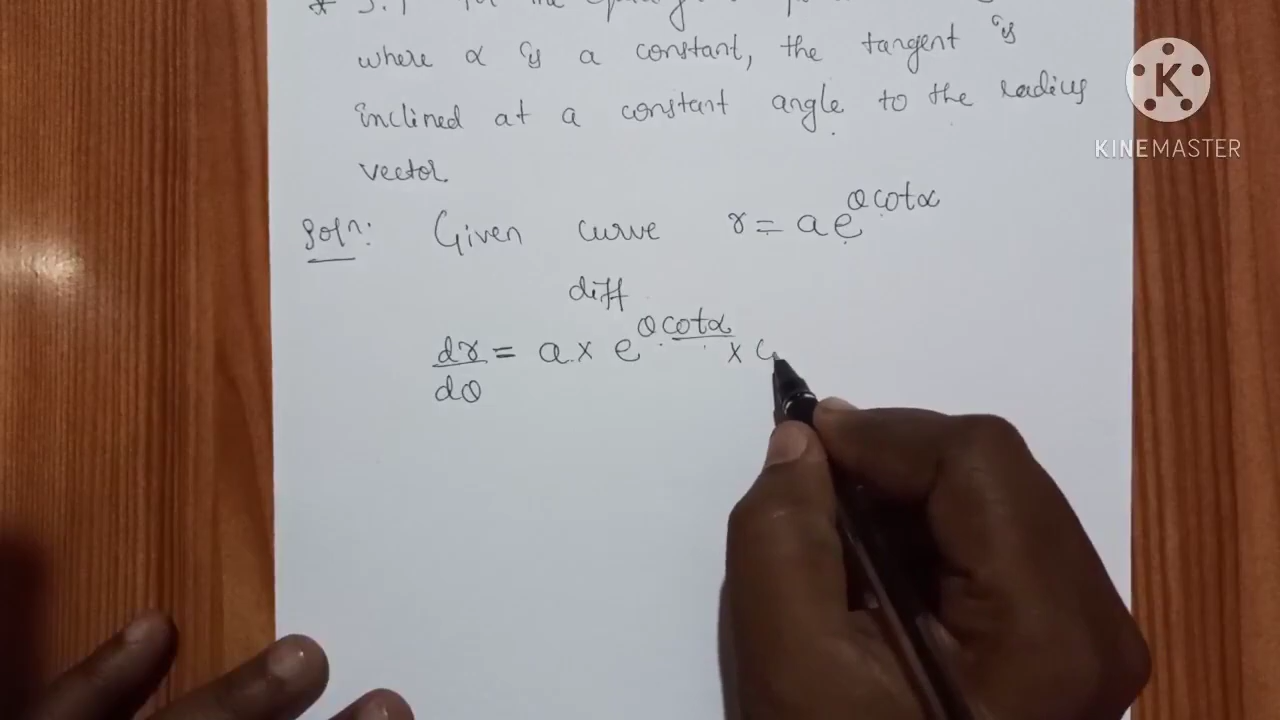 where α is a constant, the tangent is
inclined at a constant angle to the radius
vector
Soln: Given curve r = ae^θcotα
diff
dr/dθ = a × e^θcotα × c
K
KINEMASTER